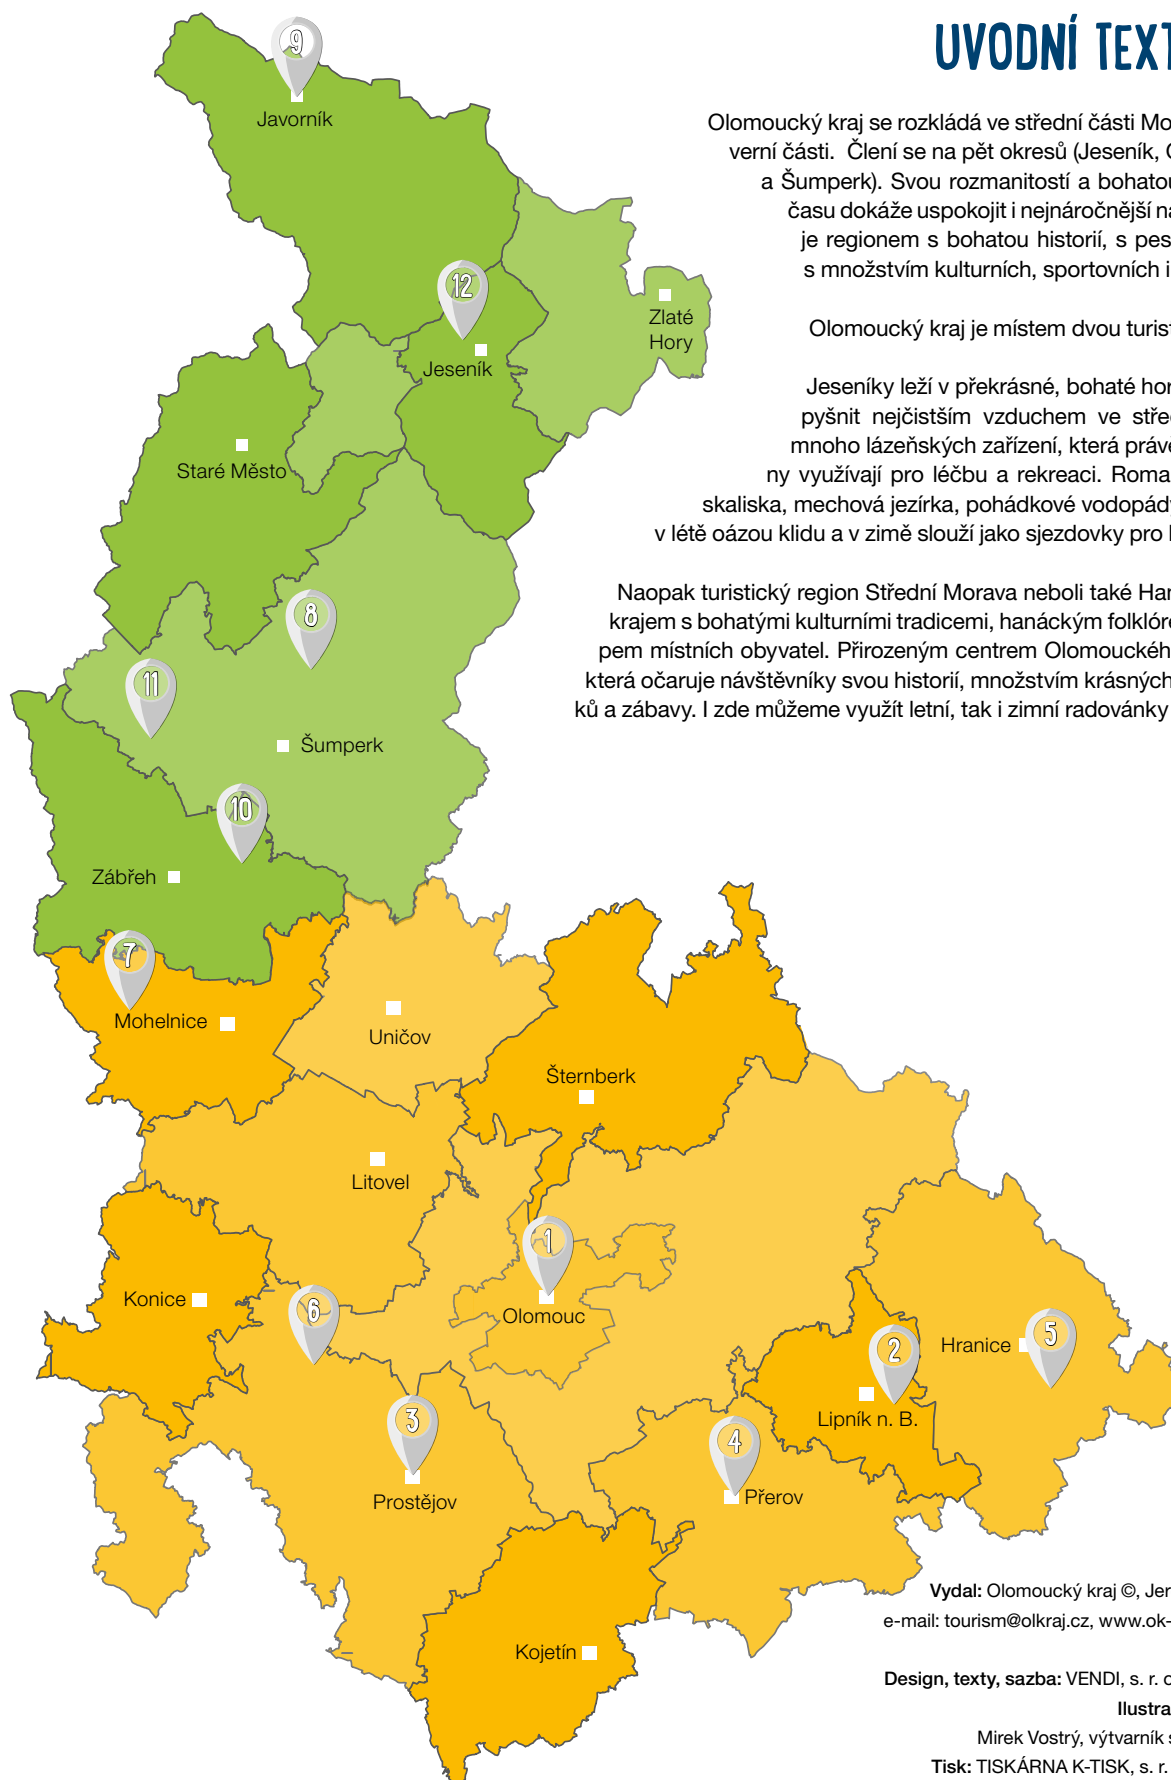 UVODNÍ TEXT
Olomoucký kraj se rozkládá ve střední části Mo
verní části. Člení se na pět okresů (Jeseník,
a Šumperk). Svou rozmanitostí a bohatou
času dokáže uspokojit i nejnáročnější ná
je regionem s bohatou historií, s pes
s množstvím kulturních, sportovních i
Olomoucký kraj je místem dvou turist
Jeseníky leží v překrásné, bohaté hor
pyšnit nejčistším vzduchem ve stře
mnoho lázeňských zařízení, která právě
ny využívají pro léčbu a rekreaci. Roma
skaliska, mechová jezírka, pohádkové vodopády
v létě oázou klidu a v zimě slouží jako sjezdovky pro
Naopak turistický region Střední Morava neboli také Han
krajem s bohatými kulturními tradicemi, hanáckým folklóre
pem místních obyvatel. Přirozeným centrem Olomouckéh
která očaruje návštěvníky svou historií, množstvím krásných
ků a zábavy. I zde můžeme využít letní, tak i zimní radovánky
9
Javorník
12
Zlaté
Hory
Jeseník
Staré Město
8
11
Šumperk
10
Zábřeh
7
Mohelnice
Uničov
Šternberk
Litovel
1
Konice
6
Olomouc
5
Hranice
2
Lipník n. B.
3
4
Prostějov
Přerov
Kojetín
Vydal: Olomoucký kraj ©, Jer
e-mail: tourism@olkraj.cz, www.ok-
Design, texty, sazba: VENDI, s. r. o
Ilustra
Mirek Vostrý, výtvarník s
Tisk: TISKÁRNA K-TISK, s. r.